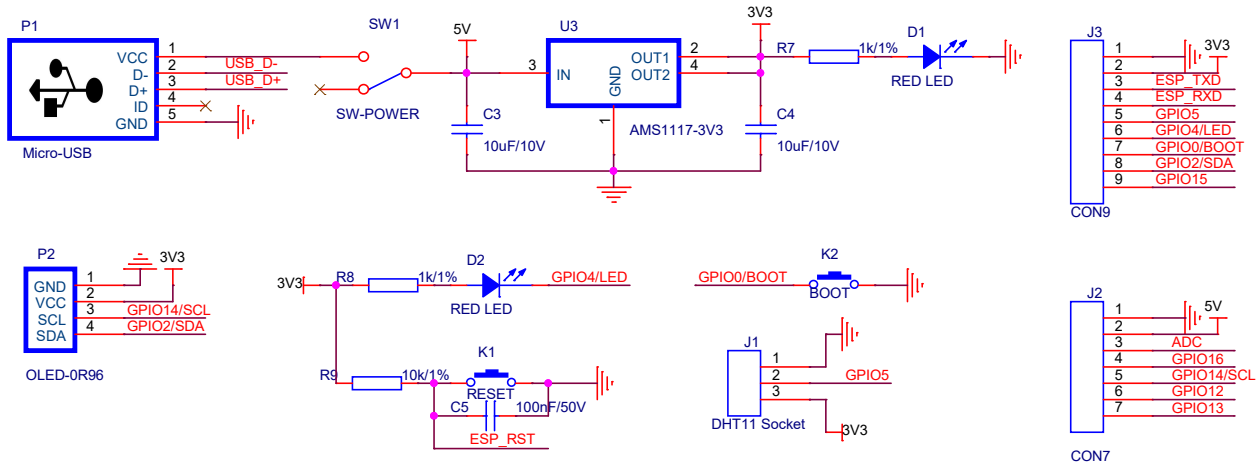 P1
VCC 1
D- 2 USB_D-
D+ 3 USB_D+
ID 4
GND 5
Micro-USB
SW1
SW-POWER
5V
C3
10uF/10V
U3
3 IN
OUT1 2
OUT2 4
GND
1
AMS1117-3V3
3V3
C4
10uF/10V
R7 1k/1%
D1
RED LED
J3
1
2 3V3
3 ESP_TXD
4 ESP_RXD
5 GPIO5
6 GPIO4/LED
7 GPIO0/BOOT
8 GPIO2/SDA
9 GPIO15
CON9
P2
GND 1
VCC 2 3V3
SCL 3 GPIO14/SCL
SDA 4 GPIO2/SDA
OLED-0R96
3V3
R8 1k/1%
D2
RED LED
GPIO4/LED
R9 10k/1%
K1
RESET
C5 100nF/50V
ESP_RST
GPIO0/BOOT
K2
BOOT
J1
1
2 GPIO5
3
3V3
DHT11 Socket
J2
1
2 5V
3 ADC
4 GPIO16
5 GPIO14/SCL
6 GPIO12
7 GPIO13
CON7